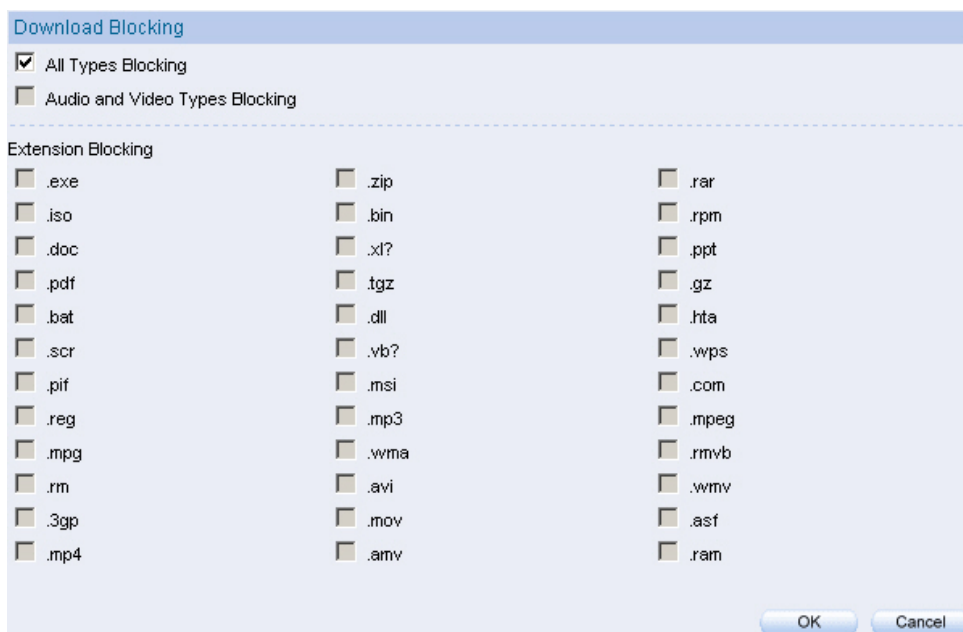 Download Blocking
All Types Blocking
Audio and Video Types Blocking
Extension Blocking
.exe .zip .rar
.iso .bin .rpm
.doc .xl? .ppt
.pdf .tgz .gz
.bat .dll .hta
.scr .vb? .wps
.pif .msi .com
.reg .mp3 .mpeg
.mpg .wma .rmvb
.rm .avi .wmv
.3gp .mov .asf
.mp4 .amv .ram
OK Cancel